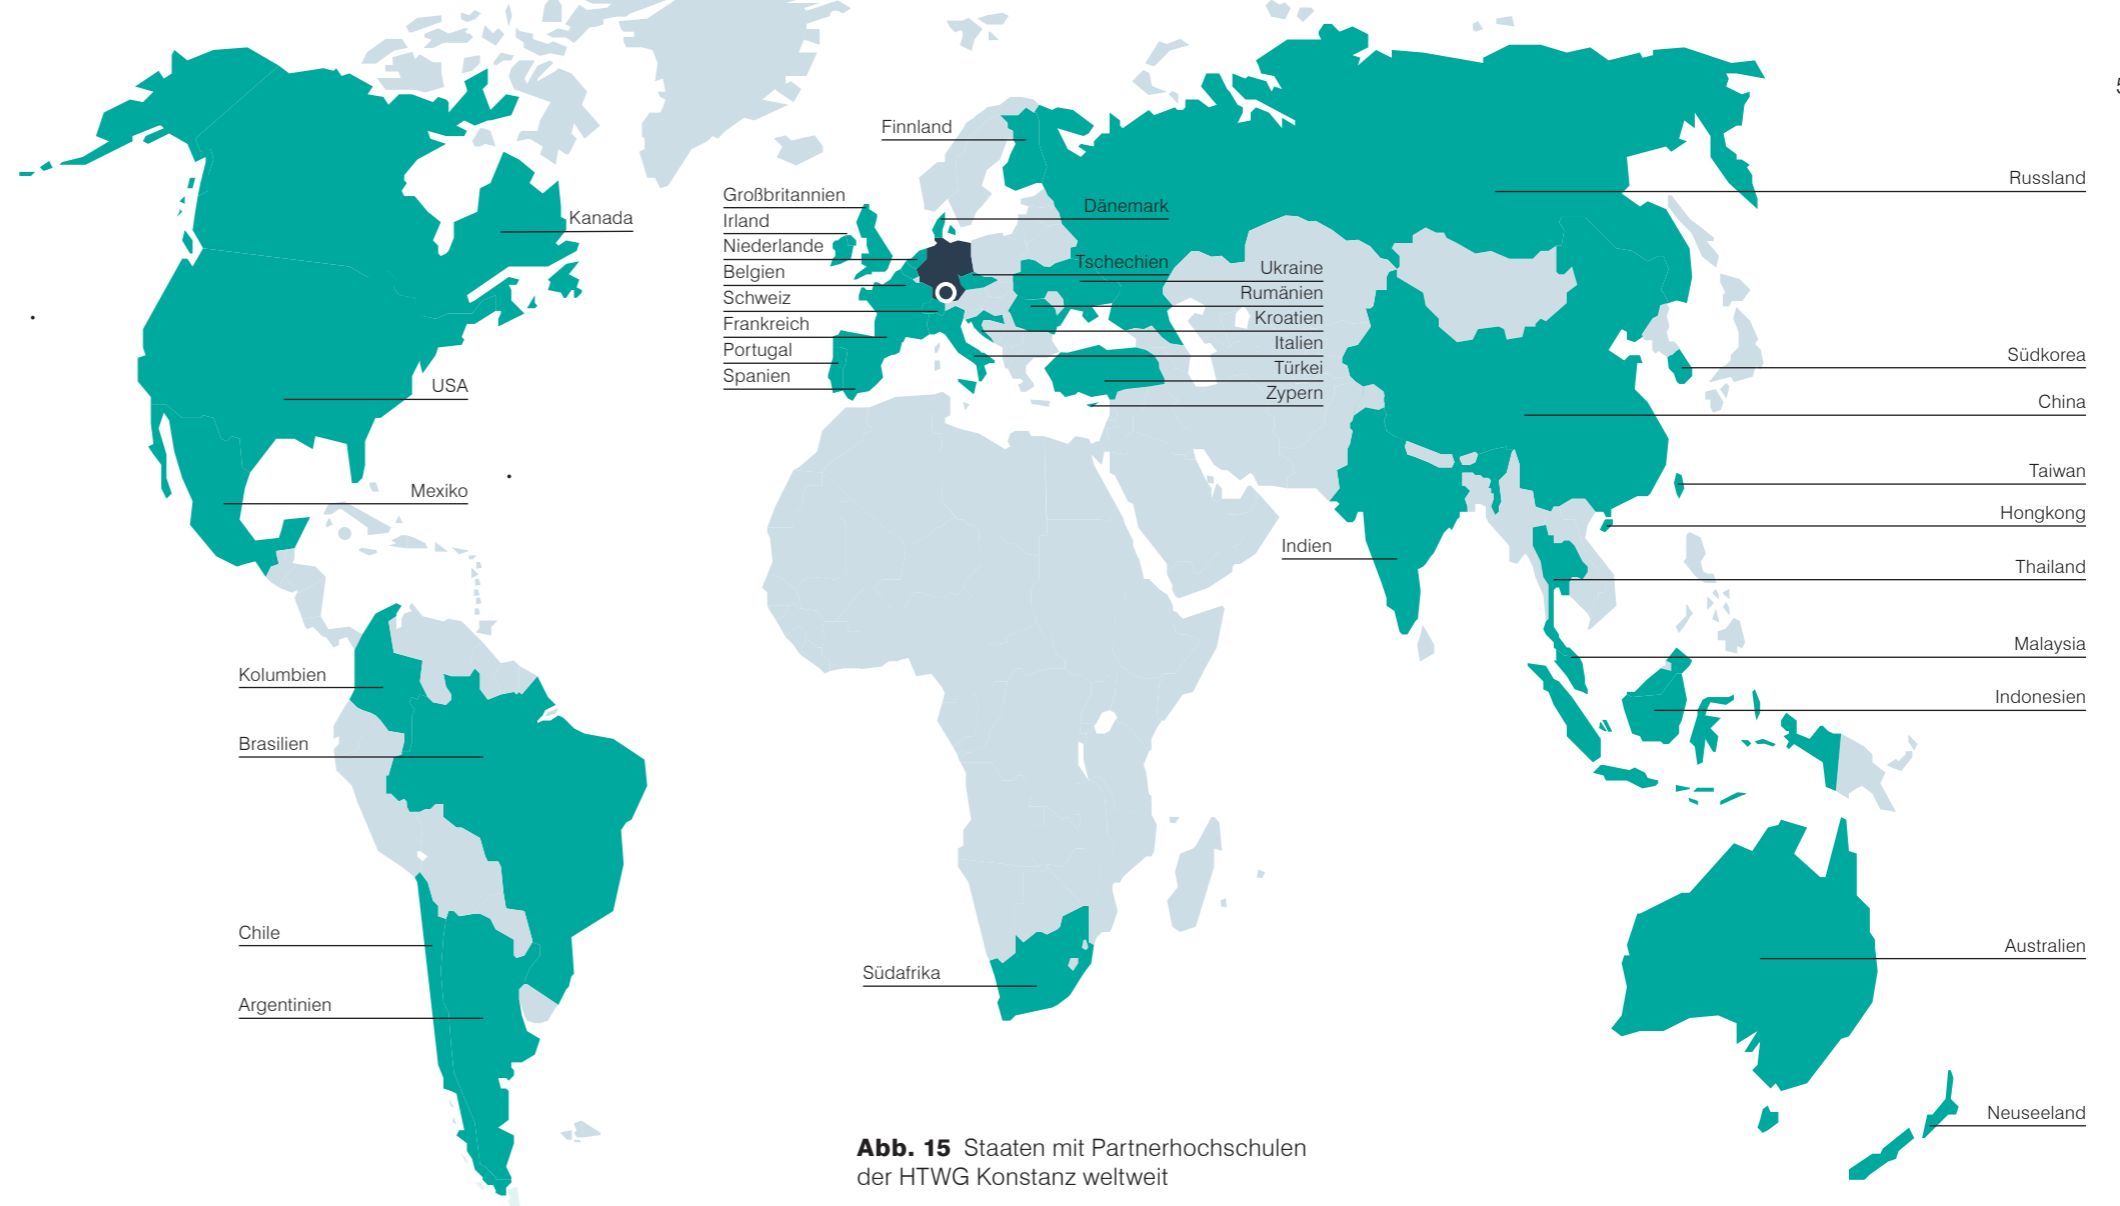 5
Finnland
Russland
Großbritannien
Dänemark
Kanada
Irland
Niederlande
Tschechien
Ukraine
Belgien
Rumänien
Schweiz
Kroatien
Frankreich
Italien
Portugal
Südkorea
Türkei
Spanien
USA
Zypern
China
Taiwan
Mexiko
Hongkong
Indien
Thailand
Malaysia
Kolumbien
Indonesien
Brasilien
Chile
Australien
Südafrika
Argentinien
Neuseeland
Abb. 15 Staaten mit Partnerhochschulen
der HTWG Konstanz weltweit